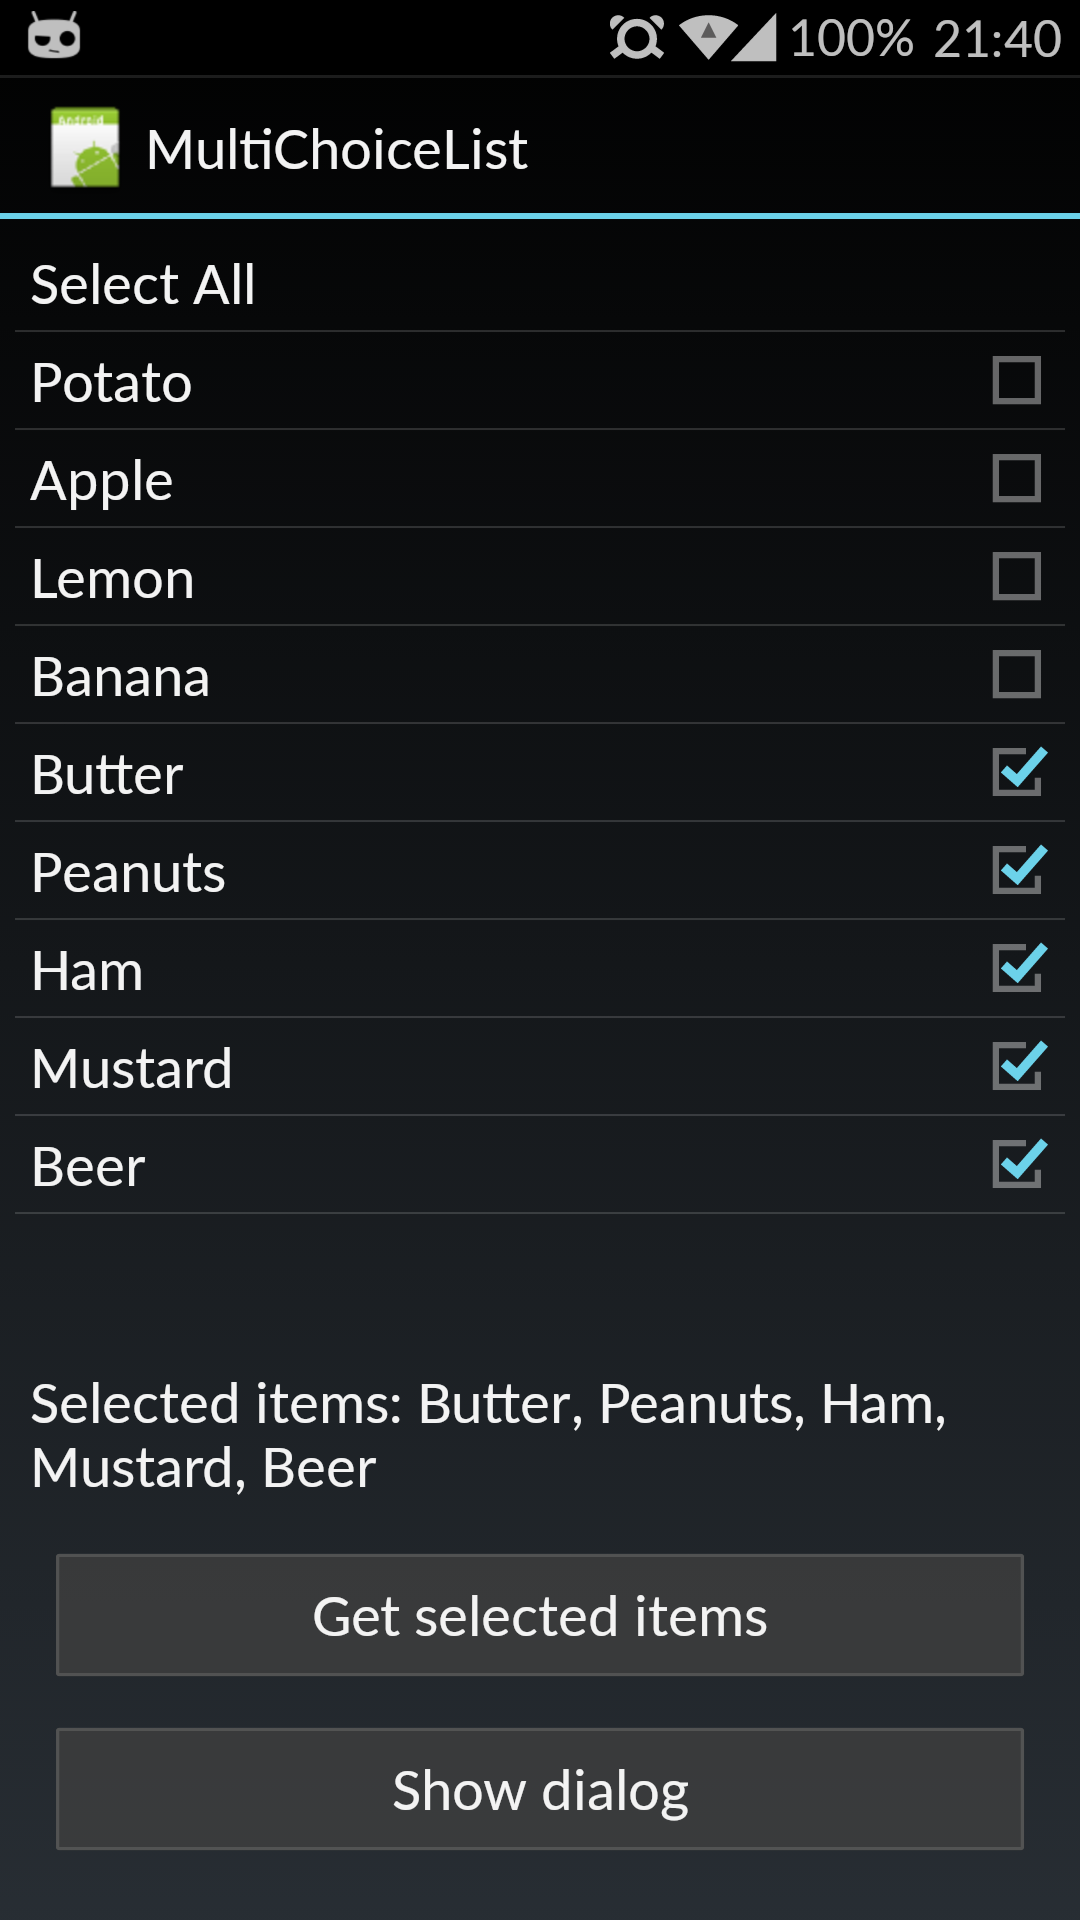 100% 21:40
Android
MultiChoiceList
Select All
Potato
Apple
Lemon
Banana
Butter
Peanuts
Ham
Mustard
Beer
Selected items: Butter, Peanuts, Ham,
Mustard, Beer
Get selected items
Show dialog